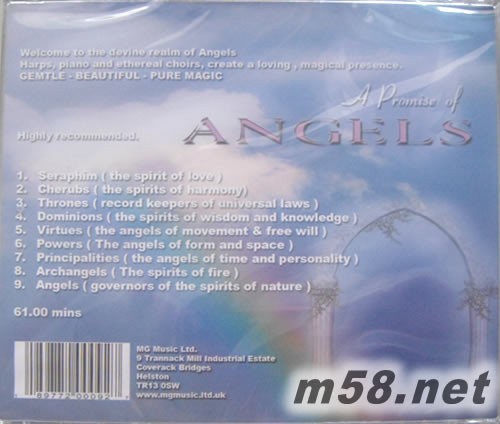 Welcome to the devine realm of Angels
Harps, piano and ethereal choirs, create a loving , magical presence.
GEMTLE - BEAUTIFUL - PURE MAGIC
A Promise of
ANGELS
Highly recommended.
1. Seraphim ( the spirit of love )
2. Cherubs ( the spirits of harmony)
3. Thrones ( record keepers of universal laws )
4. Dominions ( the spirits of wisdom and knowledge )
5. Virtues ( the angels of movement & free will )
6. Powers ( The angels of form and space )
7. Principalities ( the angels of time and personality )
8. Archangels ( The spirits of fire )
9. Angels ( governors of the spirits of nature )
61.00 mins
MG Music Ltd.
9 Trannack Mill Industrial Estate
Coverack Bridges
Helston
TR13 0SW
www.mgmusic.ltd.uk
m58.net